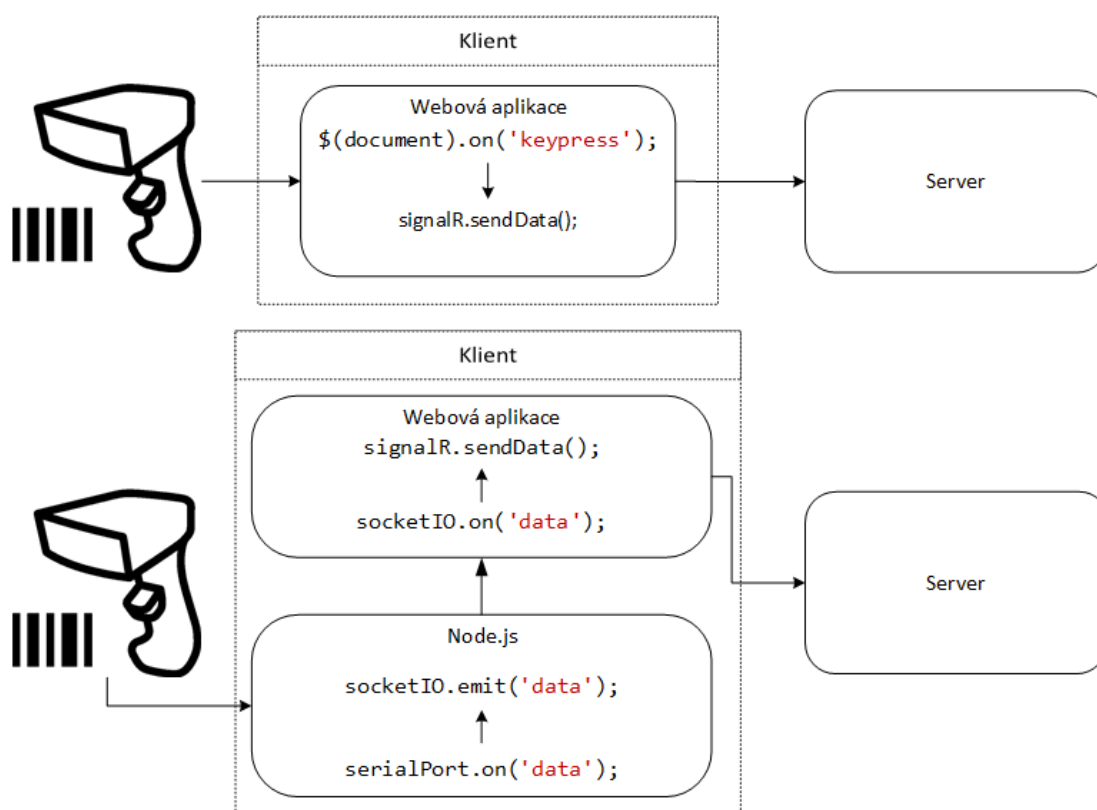 Klient
Webová aplikace
$(document).on('keypress');
signalR.sendData();
Server
Klient
Webová aplikace
signalR.sendData();
socketIO.on('data');
Server
Node.js
socketIO.emit('data');
serialPort.on('data');